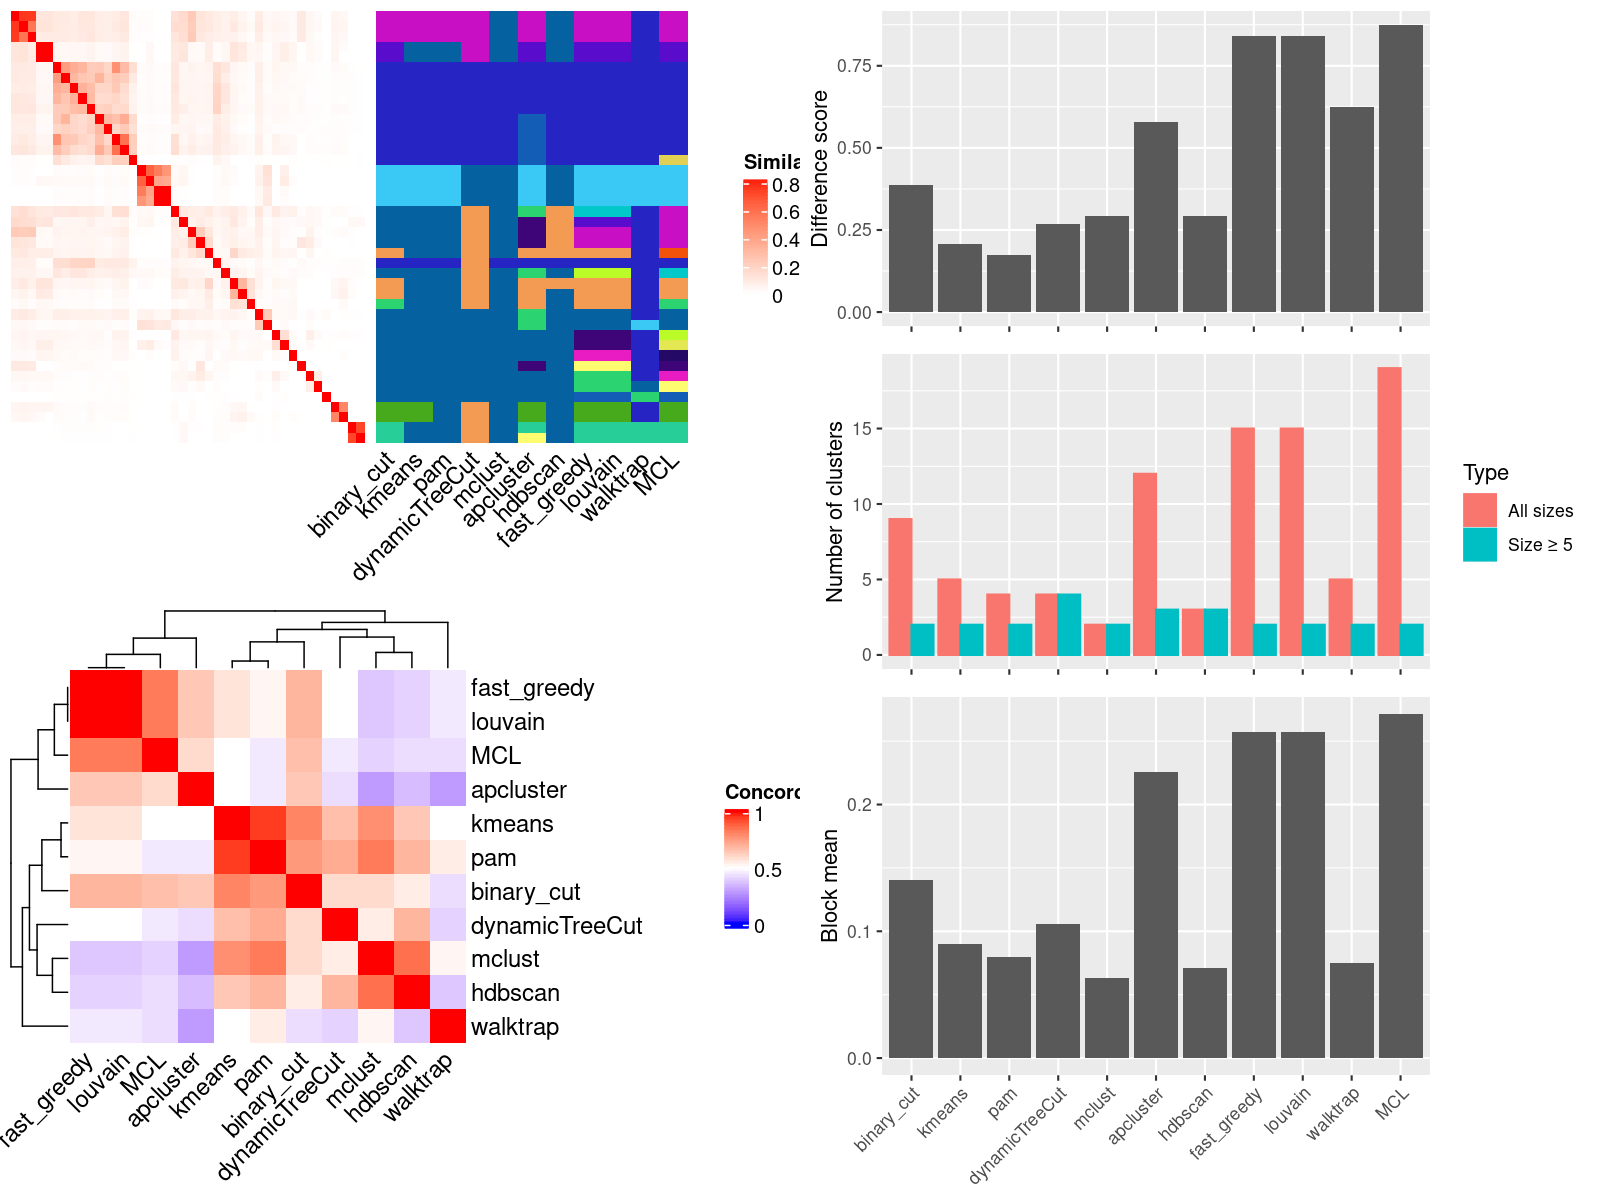 Simila
0.8
0.6
0.4
0.2
0
binary_cut
kmeans
pam
dynamicTreeCut
mclust
apcluster
hdbscan
fast_greedy
louvain
walktrap
MCL
Difference score
0.75
0.50
0.25
0.00
Number of clusters
15
10
5
0
Type
All sizes
Size ≥ 5
fast_greedy
louvain
MCL
apcluster
kmeans
pam
binary_cut
dynamicTreeCut
mclust
hdbscan
walktrap
fast_greedy
louvain
MCL
apcluster
kmeans
pam
binary_cut
dynamicTreeCut
mclust
hdbscan
walktrap
Concord
1
0.5
0
Block mean
0.2
0.1
0.0
binary_cut
kmeans
pam
dynamicTreeCut
mclust
apcluster
hdbscan
fast_greedy
louvain
walktrap
MCL